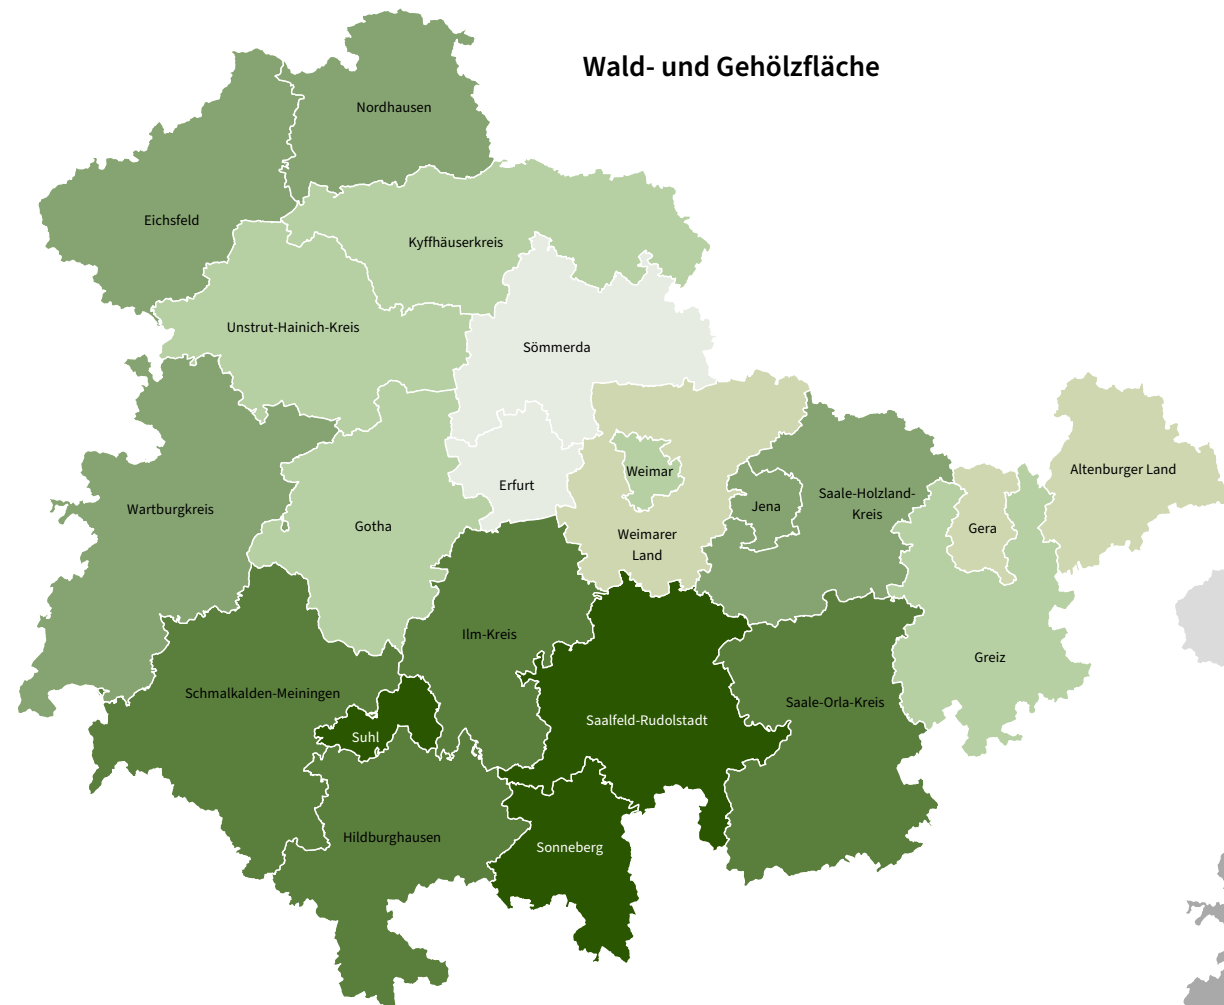 Wald- und Gehölzfläche
Nordhausen
Eichsfeld
Kyffhäuserkreis
Unstrut-Hainich-Kreis
Sömmerda
Altenburger Land
Weimar
Erfurt
Saale-Holzland-
Kreis
Jena
Wartburgkreis
Gotha
Gera
Weimarer
Land
Ilm-Kreis
Greiz
Schmalkalden-Meiningen
Saale-Orla-Kreis
Saalfeld-Rudolstadt
Suhl
Hildburghausen
Sonneberg